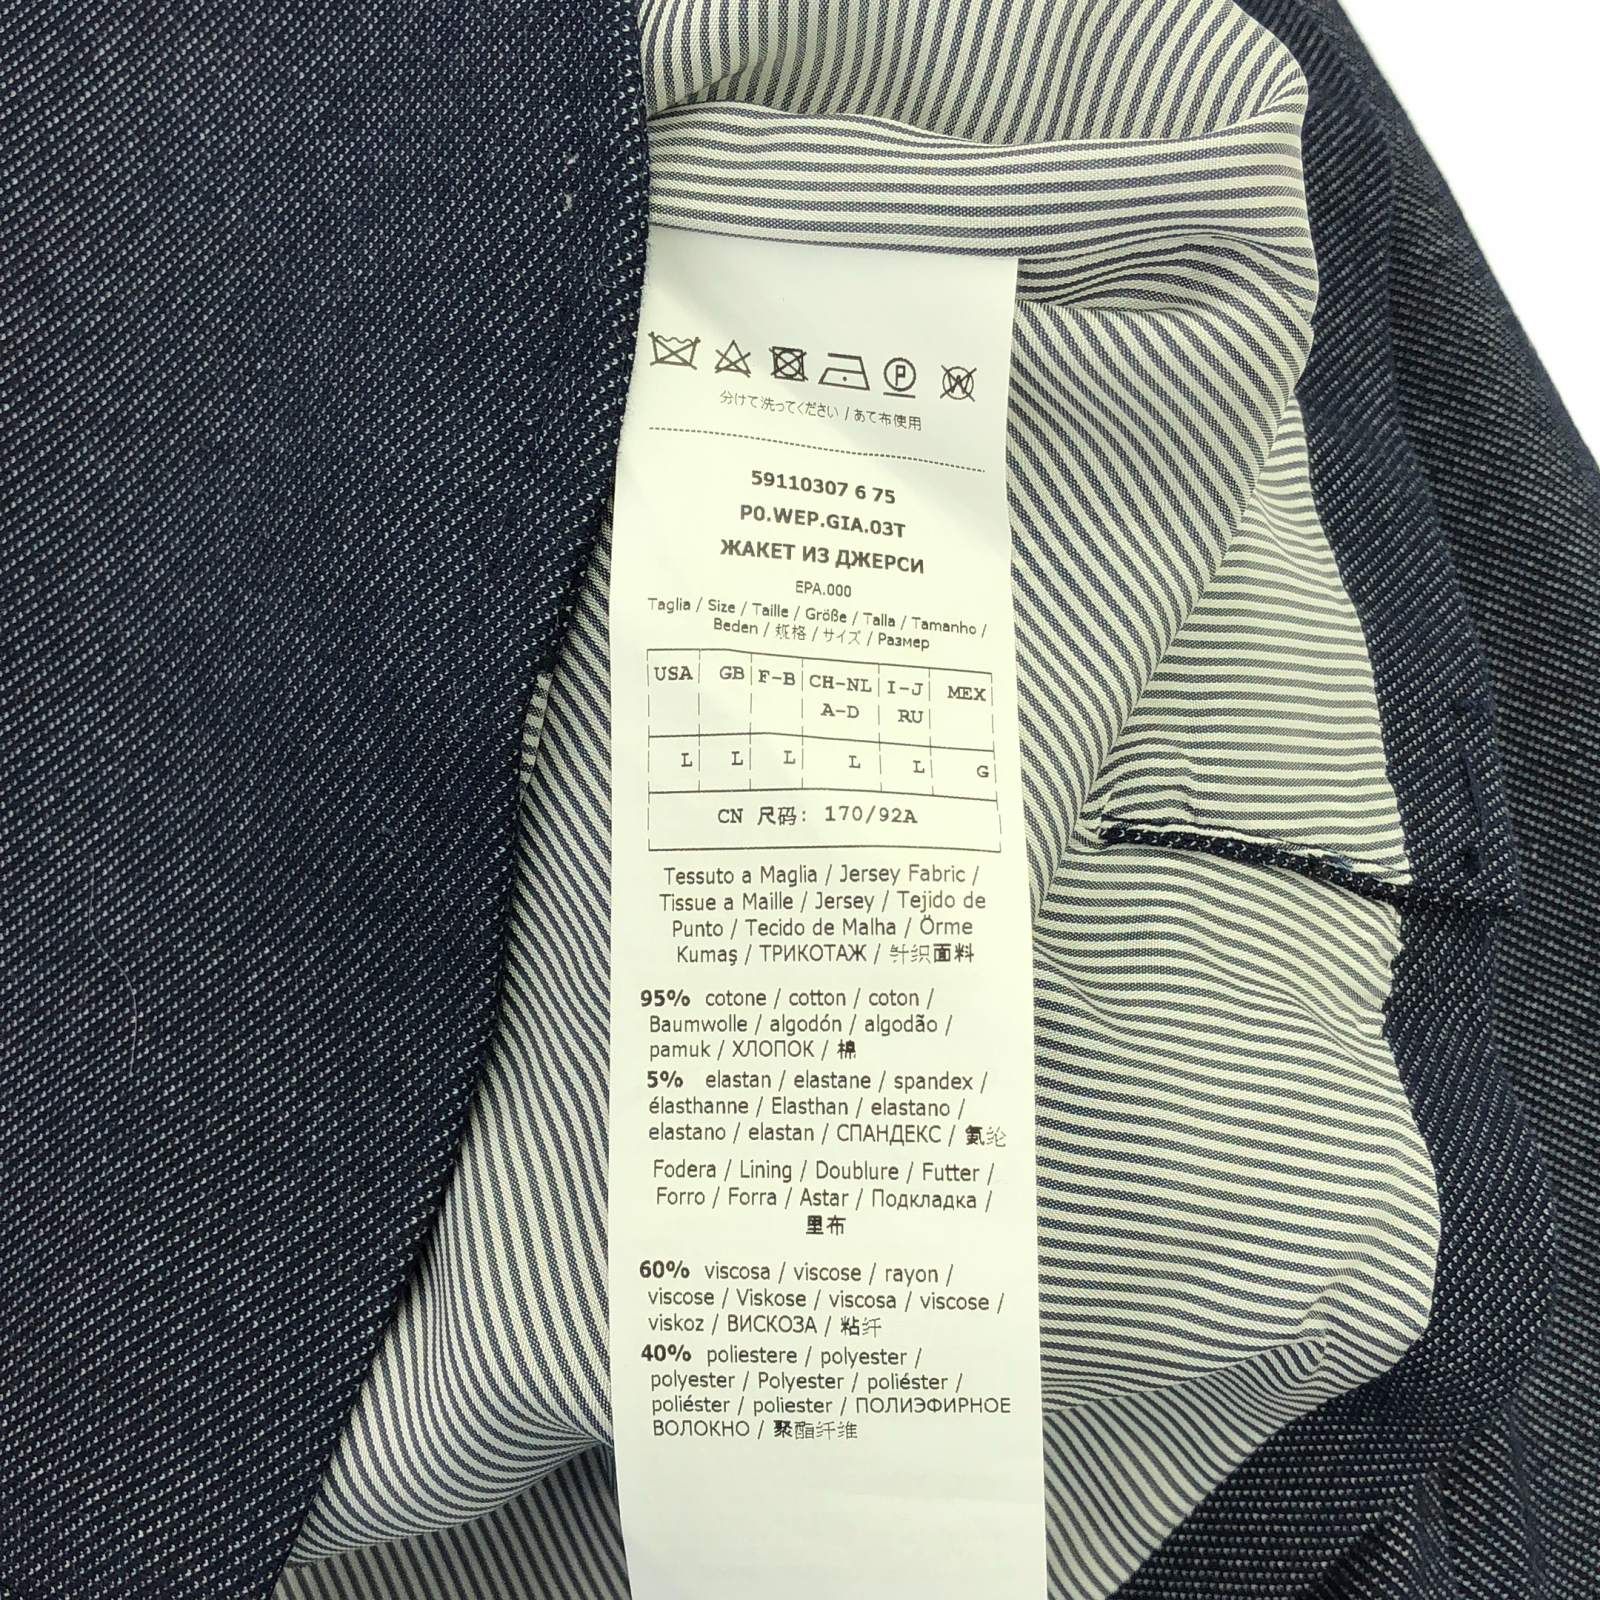 P
W
分けて洗ってください / あて布使用
59110307 6 75
P0.WEP.GIA.03T
ЖАКЕТ ИЗ ДЖЕРСИ
EPA.000
Taglia / Size / Taille / Größe / Talla / Tamanho /
Beden / 规格 / サイズ / Размер
USA GB F-B CH-NL I-J MEX
A-D RU
L L L L L G
CN 尺码: 170/92A
Tessuto a Maglia / Jersey Fabric /
Tissue a Maille / Jersey / Tejido de
Punto / Tecido de Malha / Örme
Kumaş / ТРИКОТАЖ / 针织面料
95% cotone / cotton / coton /
Baumwolle / algodón / algodão /
pamuk / ХЛОПОК / 棉
5% elastan / elastane / spandex /
élasthanne / Elasthan / elastano /
elastano / elastan / СПАНДЕКС / 氨纶
Fodera / Lining / Doublure / Futter /
Forro / Forra / Astar / Подкладка /
里布
60% viscosa / viscose / rayon /
viscose / Viskose / viscosa / viscose /
viskoz / ВИСКОЗА / 粘纤
40% poliestere / polyester /
polyester / Polyester / poliéster /
poliéster / poliester / ПОЛИЭФИРНОЕ
ВОЛОКНО / 聚酯纤维